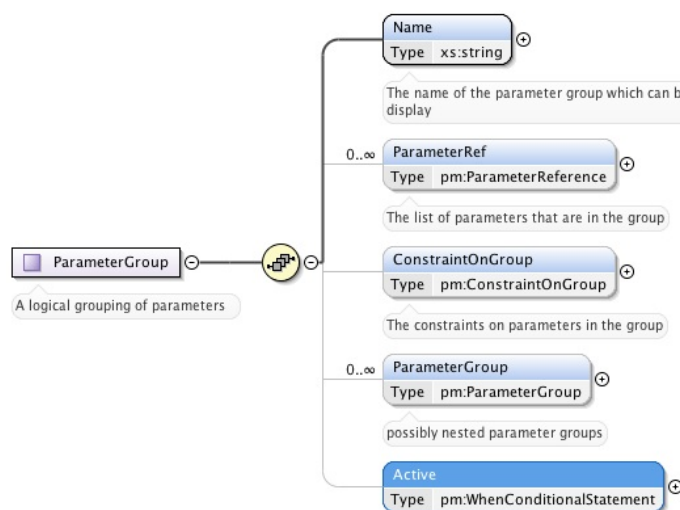 Name
Type xs:string
The name of the parameter group which can b
display
0..∞
ParameterRef
Type pm:ParameterReference
The list of parameters that are in the group
ParameterGroup
A logical grouping of parameters
ConstraintOnGroup
Type pm:ConstraintOnGroup
The constraints on parameters in the group
0..∞
ParameterGroup
Type pm:ParameterGroup
possibly nested parameter groups
Active
Type pm:WhenConditionalStatement